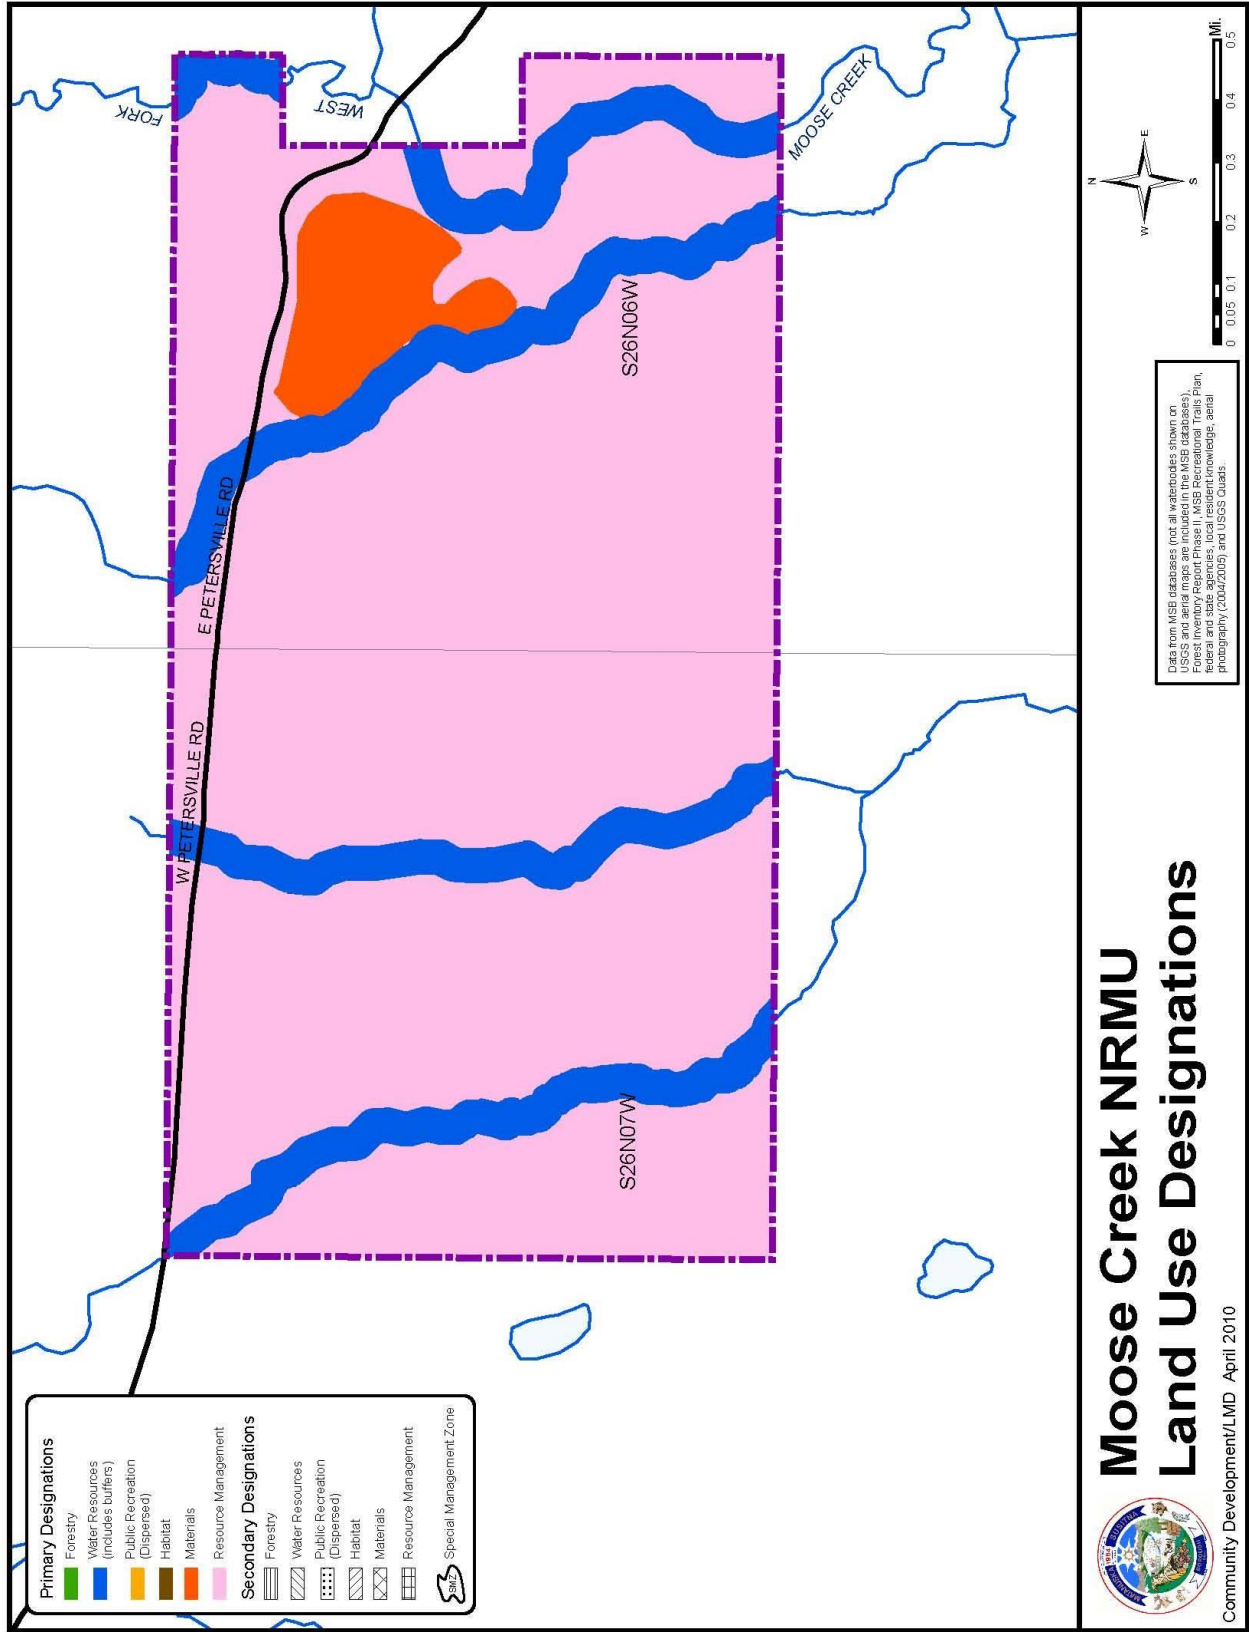 Primary Designations
Forestry
Water Resources
(includes buffers)
Public Recreation
(Dispersed)
Habitat
Materials
Resource Management
Secondary Designations
Forestry
Water Resources
Public Recreation
(Dispersed)
Habitat
Materials
Resource Management
SMZ Special Management Zone
FORK
WEST
MOOSE CREEK
W PETERSVILLE RD
E PETERSVILLE RD
S26N07W
S26N06W
N
W
E
S
Moose Creek NRMU
Land Use Designations
Data from MSB databases (not all waterbodies shown on
USGS and aerial maps are included in the MSB databases),
Forest Inventory Report Phase II, MSB Recreational Trails Plan,
federal and state agencies, local resident knowledge, aerial
photography (2004/2005) and USGS Quads.
0 0.05 0.1 0.2 0.3 0.4 0.5
Mi.
MATANUSKA SUSITNA
1964
Community Development/LMD April 2010